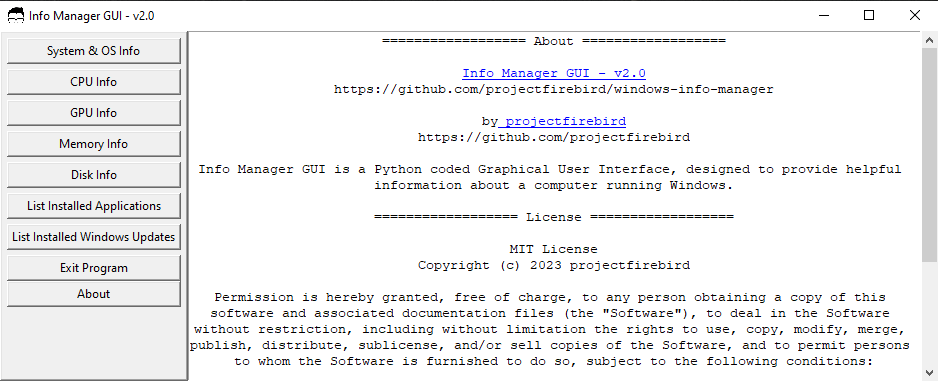 Info Manager GUI - v2.0
System & OS Info
CPU Info
GPU Info
Memory Info
Disk Info
List Installed Applications
List Installed Windows Updates
Exit Program
About
================== About ==================
Info Manager GUI - v2.0
https://github.com/projectfirebird/windows-info-manager
by projectfirebird
https://github.com/projectfirebird
Info Manager GUI is a Python coded Graphical User Interface, designed to provide helpful
information about a computer running Windows.
================== License ==================
MIT License
Copyright (c) 2023 projectfirebird
Permission is hereby granted, free of charge, to any person obtaining a copy of this
software and associated documentation files (the "Software"), to deal in the Software
without restriction, including without limitation the rights to use, copy, modify, merge,
publish, distribute, sublicense, and/or sell copies of the Software, and to permit persons
to whom the Software is furnished to do so, subject to the following conditions: